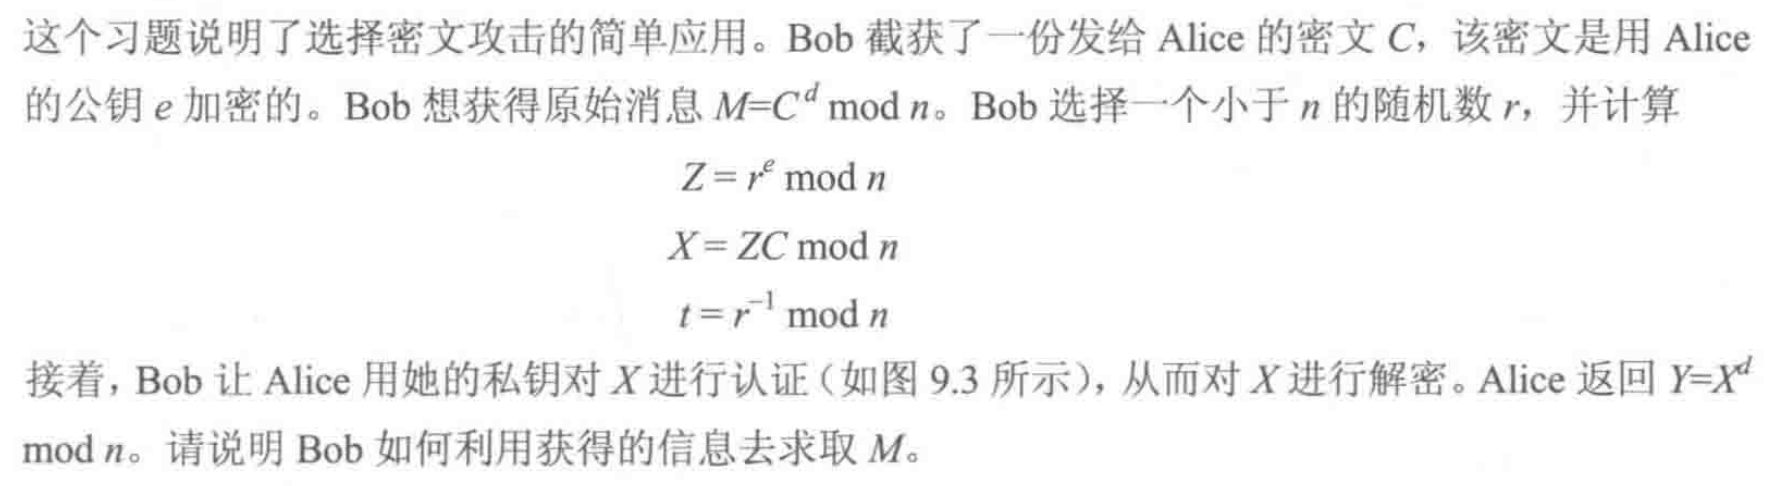 这个习题说明了选择密文攻击的简单应用。Bob 截获了一份发给 Alice 的密文 C，该密文是用 Alice
的公钥 e 加密的。Bob 想获得原始消息 M=C^d mod n。Bob 选择一个小于 n 的随机数 r，并计算
Z = r^e mod n
X = ZC mod n
t = r^{-1} mod n
接着，Bob 让 Alice 用她的私钥对 X 进行认证（如图 9.3 所示），从而对 X 进行解密。Alice 返回 Y=X^d
mod n。请说明 Bob 如何利用获得的信息去求取 M。